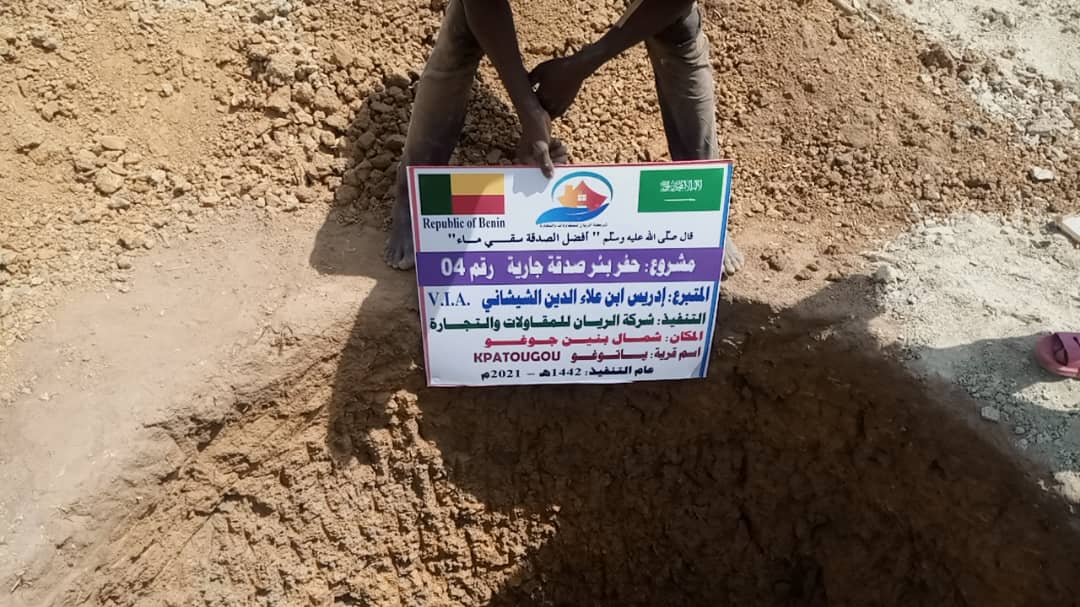 Republic of Benin
قال صلّى الله عليه وسلّم " أفضل الصدقة سقي ماء"
مشروع: حفر بئر صدقة جارية رقم 04
المتبرع: إدريس ابن علاء الدين الشيشاني V.I.A.
التنفيذ: شركة الريان للمقاولات والتجارة
المكان: شمال بنين جوغو
اسم قرية: باتوغو KPATOUGOU
عام التنفيذ: 1442هـ - 2021م